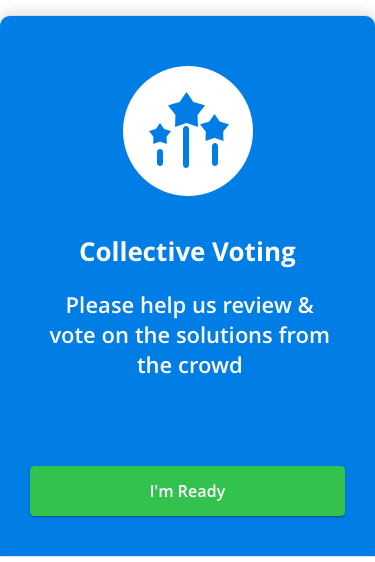 Collective Voting
Please help us review &
vote on the solutions from
the crowd
I'm Ready